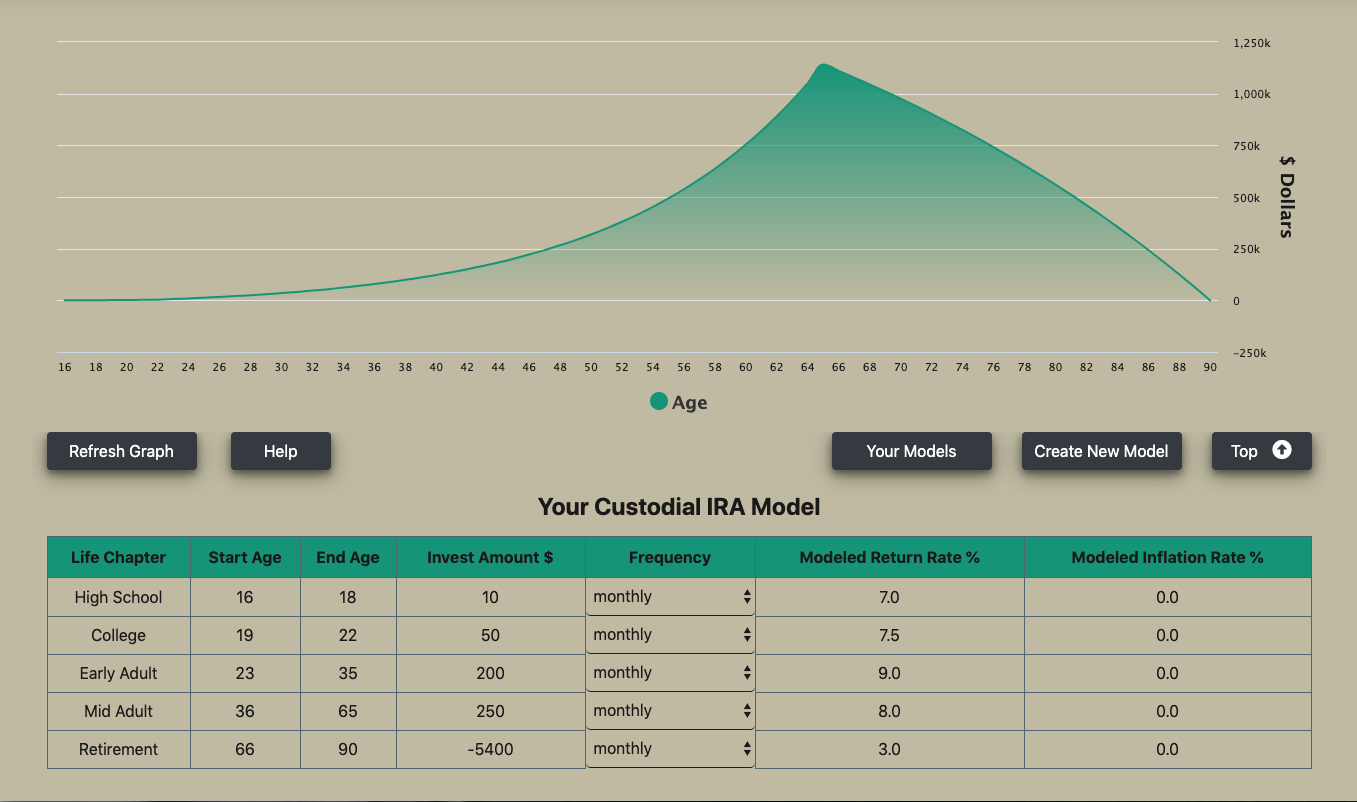 1,250k
1,000k
750k
500k
250k
0
−250k
$ Dollars
16 18 20 22 24 26 28 30 32 34 36 38 40 42 44 46 48 50 52 54 56 58 60 62 64 66 68 70 72 74 76 78 80 82 84 86 88 90
Age
Refresh Graph Help Your Models Create New Model Top
Your Custodial IRA Model
Life Chapter Start Age End Age Invest Amount $ Frequency Modeled Return Rate % Modeled Inflation Rate %
High School 16 18 10 monthly 7.0 0.0
College 19 22 50 monthly 7.5 0.0
Early Adult 23 35 200 monthly 9.0 0.0
Mid Adult 36 65 250 monthly 8.0 0.0
Retirement 66 90 -5400 monthly 3.0 0.0